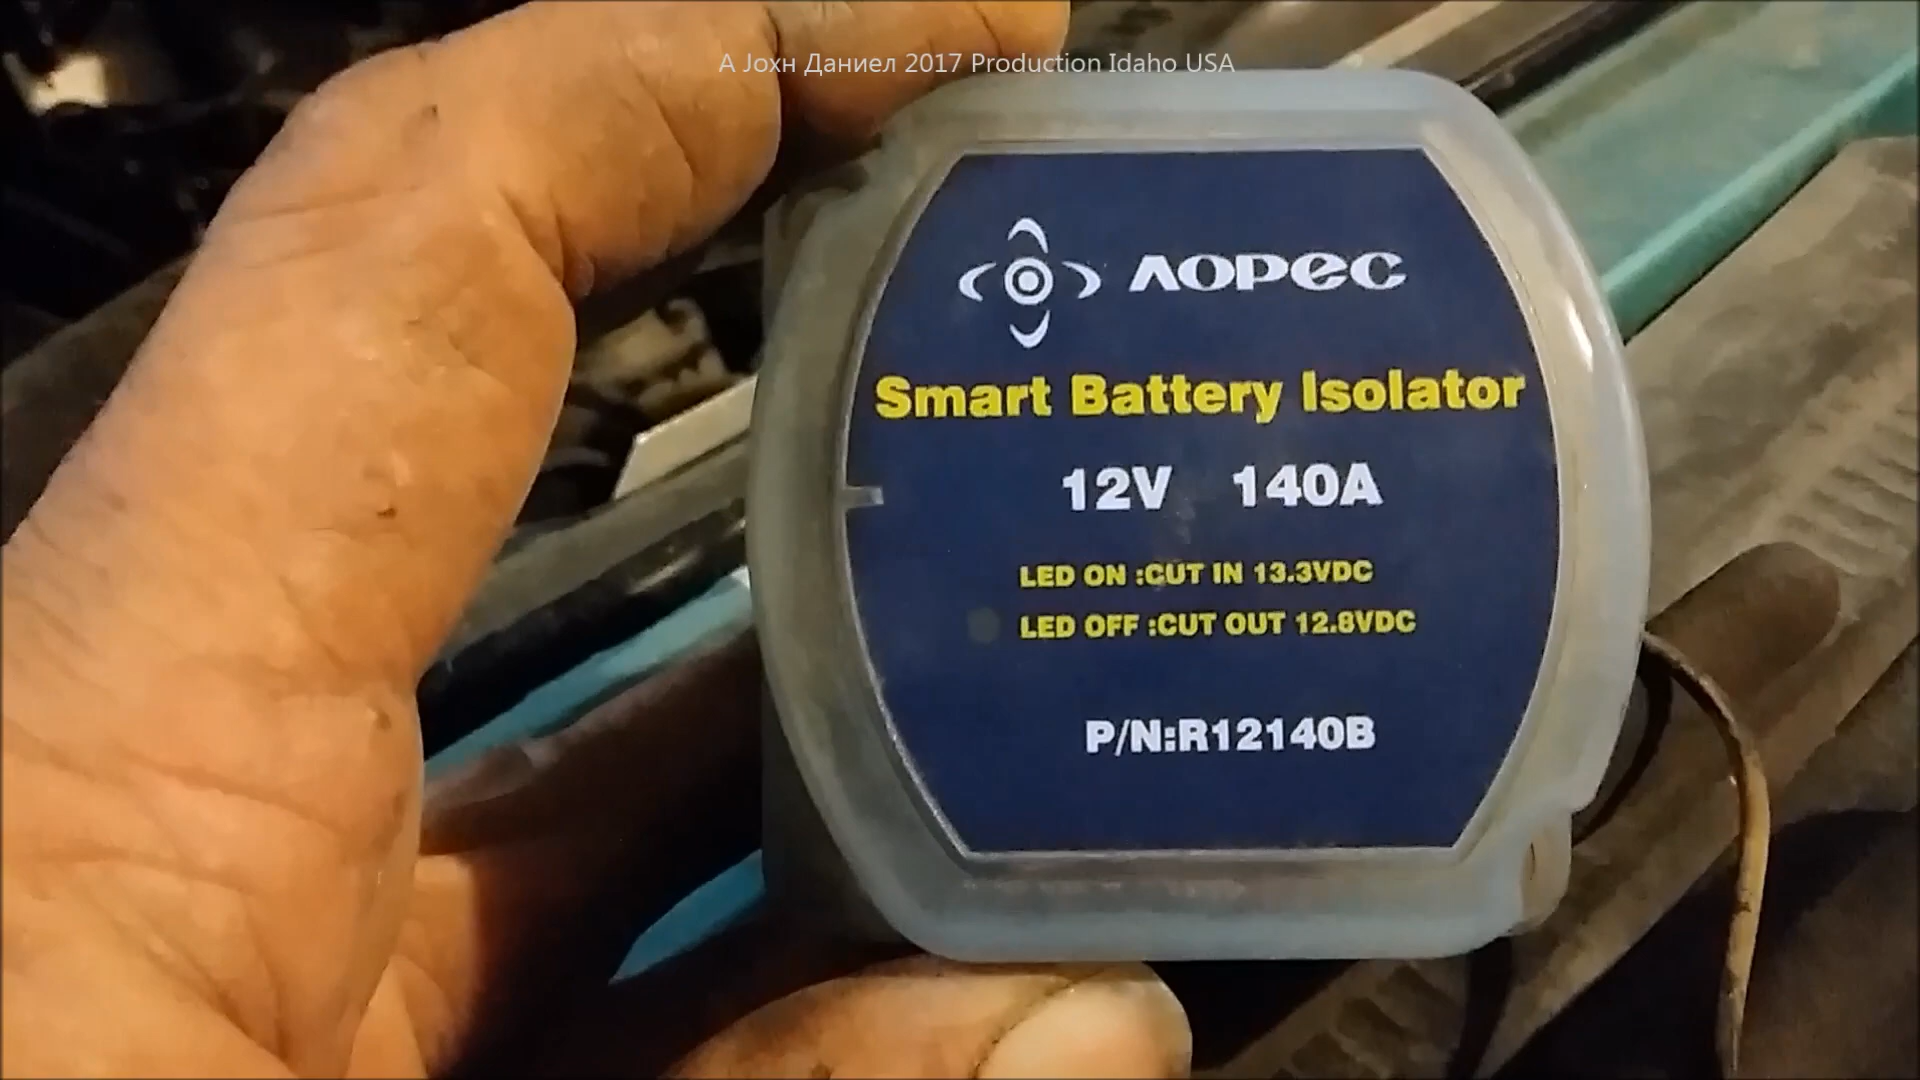 А Јохн Даниел 2017 Production Idaho USA
ΛOPEC
Smart Battery Isolator
12V 140A
LED ON :CUT IN 13.3VDC
LED OFF :CUT OUT 12.8VDC
P/N:R12140B